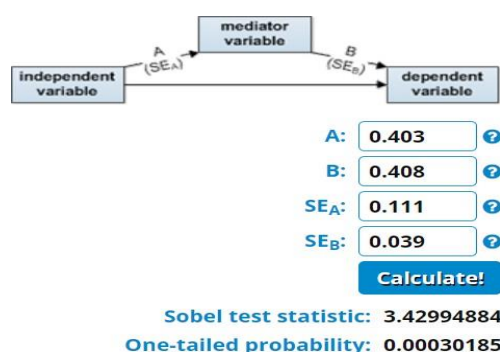 mediator
variable
A
(SEA)
B
(SEB)
independent
variable
dependent
variable
A: 0.403 ?
B: 0.408 ?
SEA: 0.111 ?
SEB: 0.039 ?
Calculate!
Sobel test statistic: 3.42994884
One-tailed probability: 0.00030185